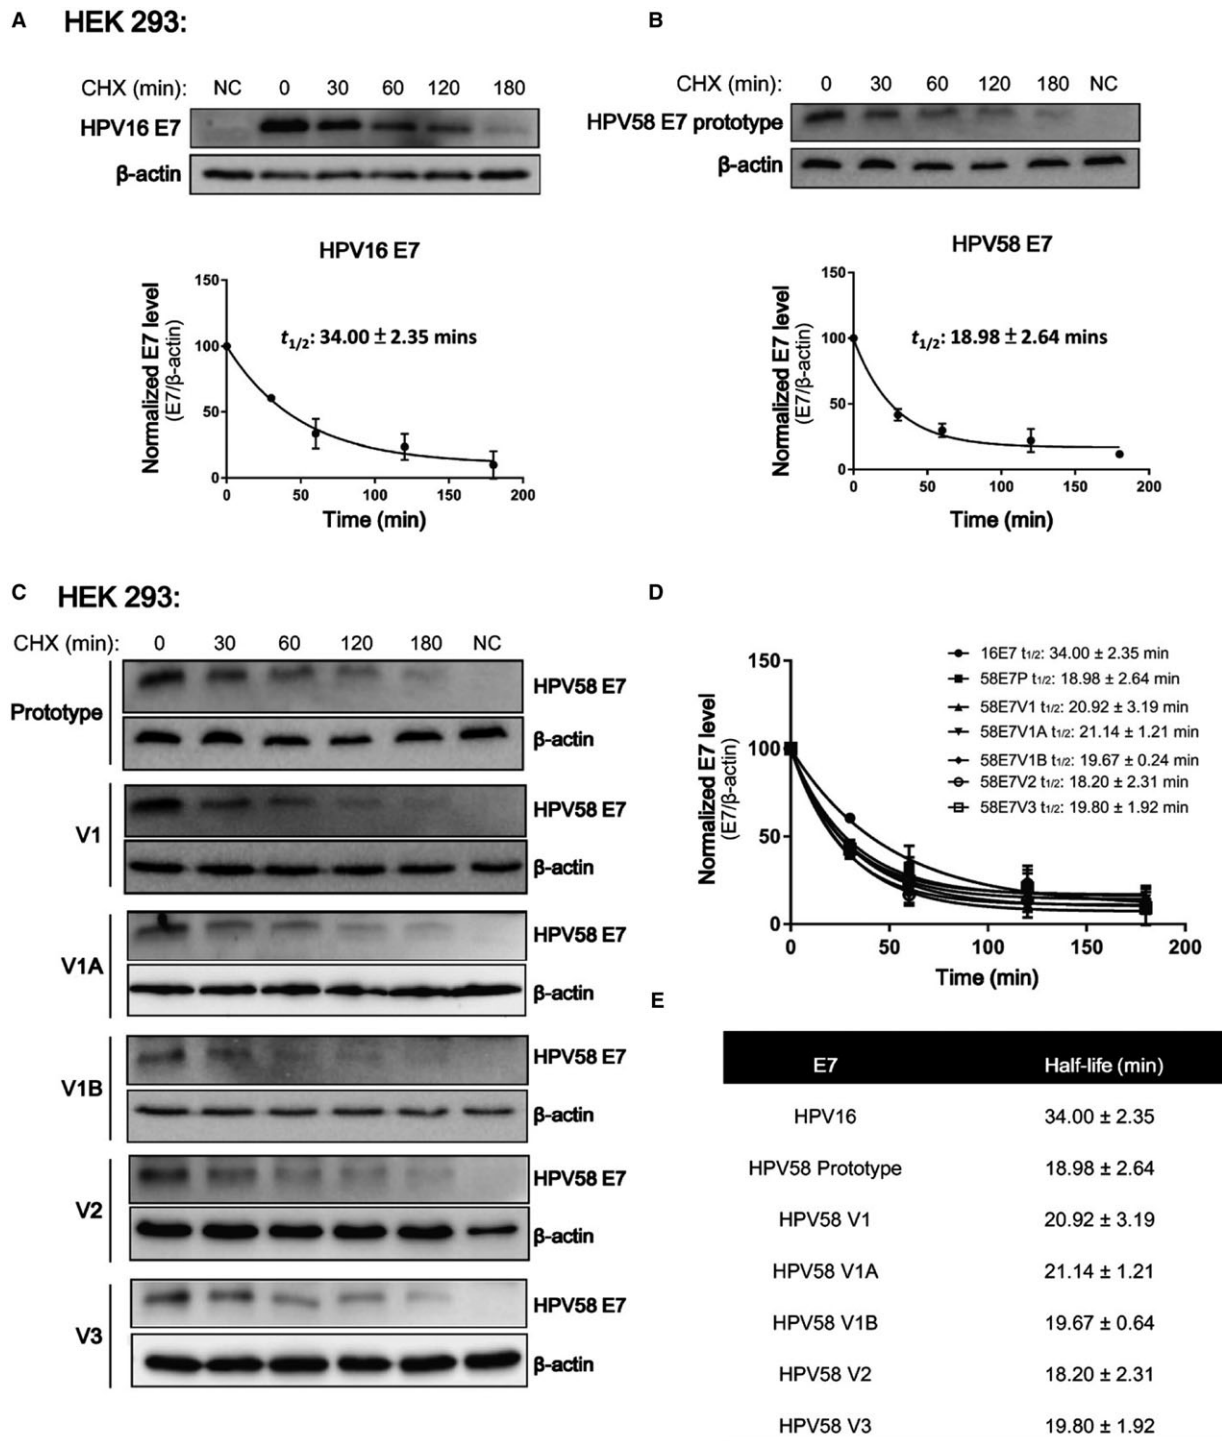 A HEK 293:
CHX (min): NC 0 30 60 120 180
HPV16 E7
β-actin
HPV16 E7
Normalized E7 level
(E7/β-actin)
150
100
50
0
t1/2: 34.00 ± 2.35 mins
0 50 100 150 200
Time (min)
B
CHX (min): 0 30 60 120 180 NC
HPV58 E7 prototype
β-actin
HPV58 E7
Normalized E7 level
(E7/β-actin)
150
100
50
0
t1/2: 18.98 ± 2.64 mins
0 50 100 150 200
Time (min)
C HEK 293:
CHX (min): 0 30 60 120 180 NC
Prototype
HPV58 E7
β-actin
V1
HPV58 E7
β-actin
V1A
HPV58 E7
β-actin
V1B
HPV58 E7
β-actin
V2
HPV58 E7
β-actin
V3
HPV58 E7
β-actin
D
Normalized E7 level
(E7/β-actin)
150
100
50
0
16E7 t1/2: 34.00 ± 2.35 min
58E7P t1/2: 18.98 ± 2.64 min
58E7V1 t1/2: 20.92 ± 3.19 min
58E7V1A t1/2: 21.14 ± 1.21 min
58E7V1B t1/2: 19.67 ± 0.24 min
58E7V2 t1/2: 18.20 ± 2.31 min
58E7V3 t1/2: 19.80 ± 1.92 min
0 50 100 150 200
Time (min)
E
E7 Half-life (min)
HPV16 34.00 ± 2.35
HPV58 Prototype 18.98 ± 2.64
HPV58 V1 20.92 ± 3.19
HPV58 V1A 21.14 ± 1.21
HPV58 V1B 19.67 ± 0.64
HPV58 V2 18.20 ± 2.31
HPV58 V3 19.80 ± 1.92